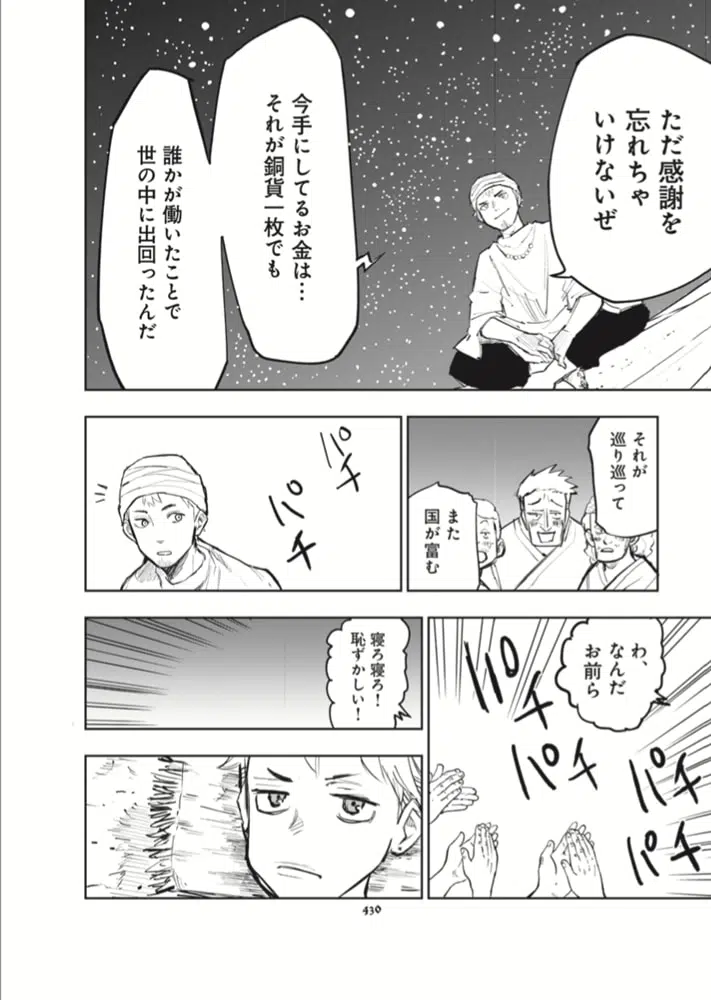 ただ感謝を
忘れちゃ
いけないぜ
今手にしてるお金は…
それが銅貨一枚でも
誰かが働いたことで
世の中に出回ったんだ
それが
巡り巡って
また
国が富む
パチ
パチ
わ、
なんだ
お前ら
パチ
パチ
パチ
パチ
寝ろ寝ろ!
恥ずかしい!
430